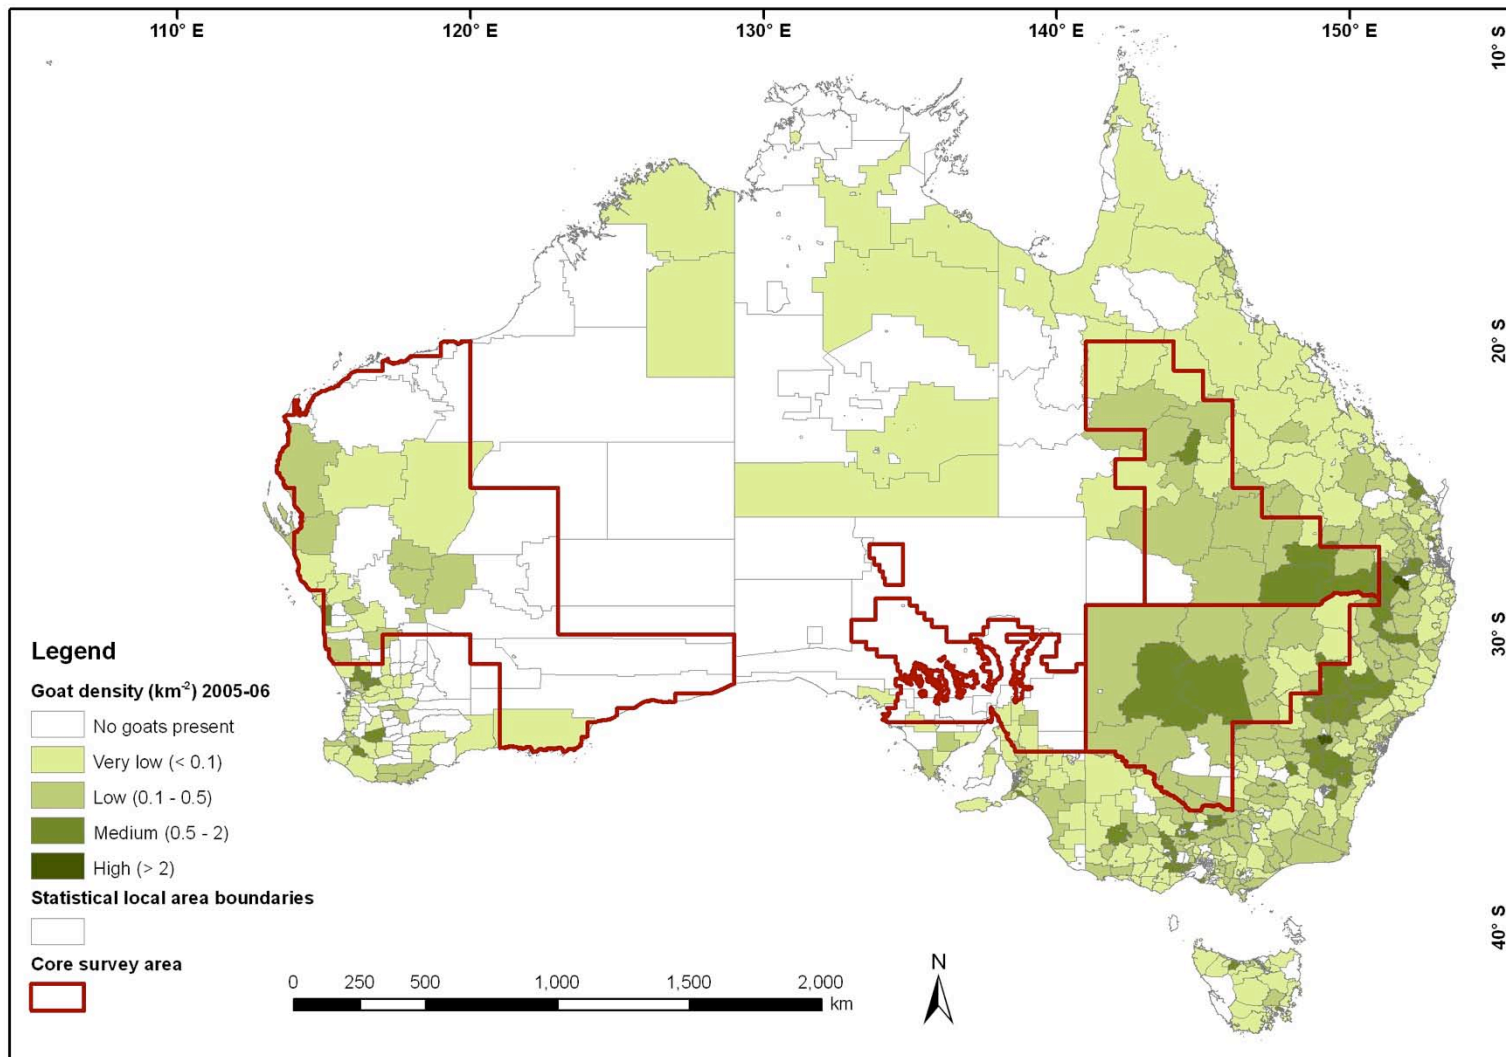 110° E 120° E 130° E 140° E 150° E
10° S
20° S
30° S
40° S
Legend
Goat density (km⁻²) 2005-06
No goats present
Very low (< 0.1)
Low (0.1 - 0.5)
Medium (0.5 - 2)
High (> 2)
Statistical local area boundaries
Core survey area
0 250 500 1,000 1,500 2,000
km
N